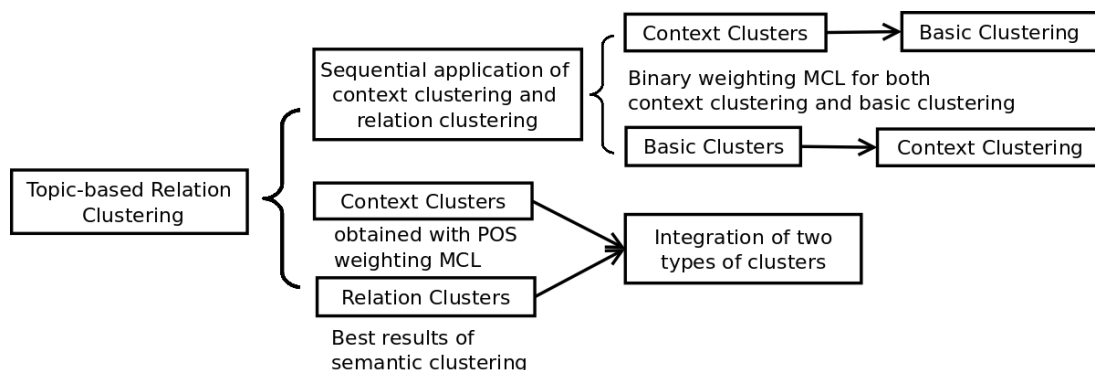 Topic-based Relation
Clustering
Sequential application of
context clustering and
relation clustering
Context Clusters
Basic Clustering
Binary weighting MCL for both
context clustering and basic clustering
Basic Clusters
Context Clustering
Context Clusters
obtained with POS
weighting MCL
Relation Clusters
Best results of
semantic clustering
Integration of two
types of clusters